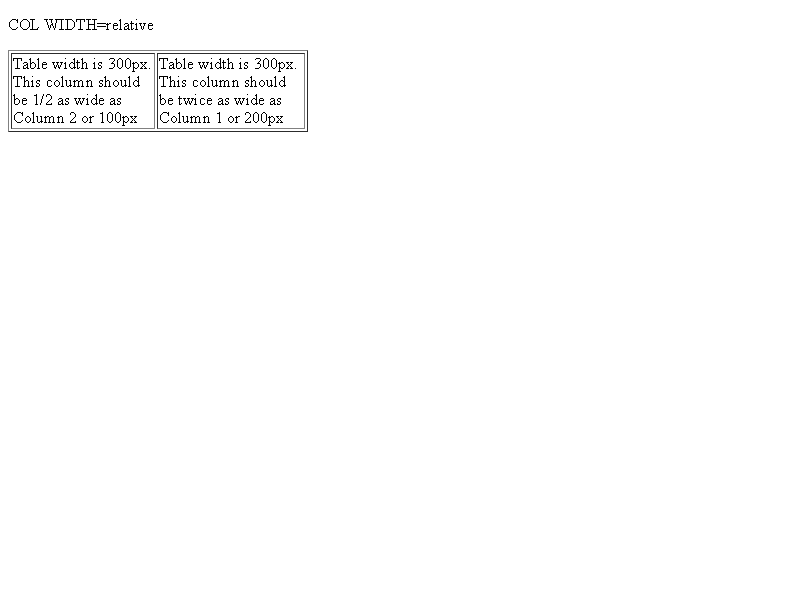 COL WIDTH=relative
Table width is 300px.
This column should
be 1/2 as wide as
Column 2 or 100px
Table width is 300px.
This column should
be twice as wide as
Column 1 or 200px